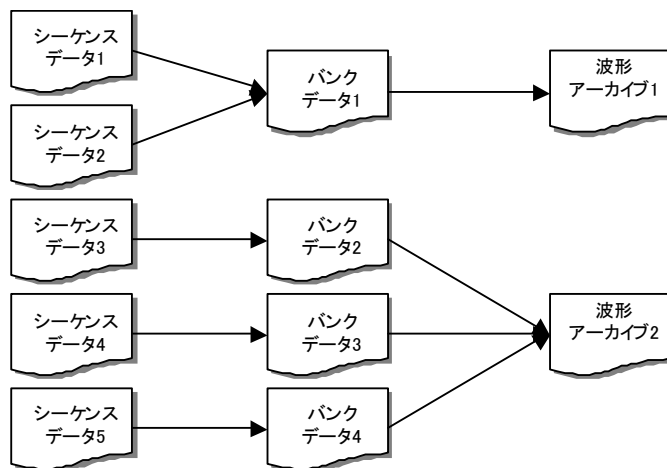 シーケンス
データ1
シーケンス
データ2
シーケンス
データ3
シーケンス
データ4
シーケンス
データ5
バンク
データ1
バンク
データ2
バンク
データ3
バンク
データ4
波形
アーカイブ1
波形
アーカイブ2